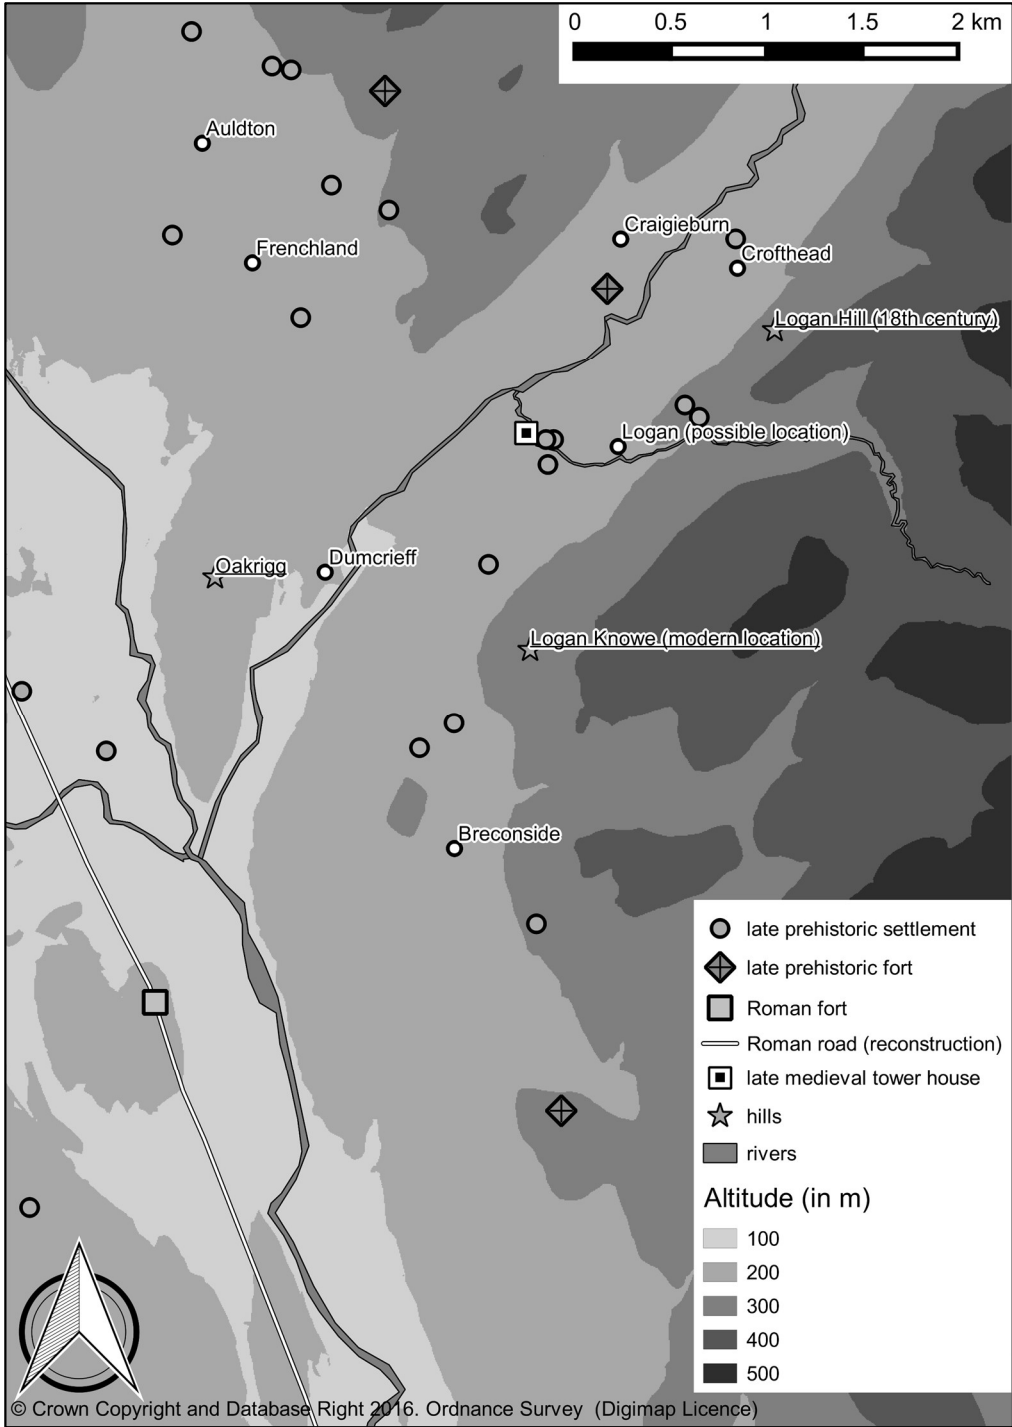 0 0.5 1 1.5 2 km
Auldton
Craigieburn
Frenchland
Crofthead
Logan Hill (18th century)
Logan (possible location)
Oakrigg
Dumcrieff
Logan Knowe (modern location)
Breconside
late prehistoric settlement
late prehistoric fort
Roman fort
Roman road (reconstruction)
late medieval tower house
hills
rivers
Altitude (in m)
100
200
300
400
500
© Crown Copyright and Database Right 2016. Ordnance Survey (Digimap Licence)